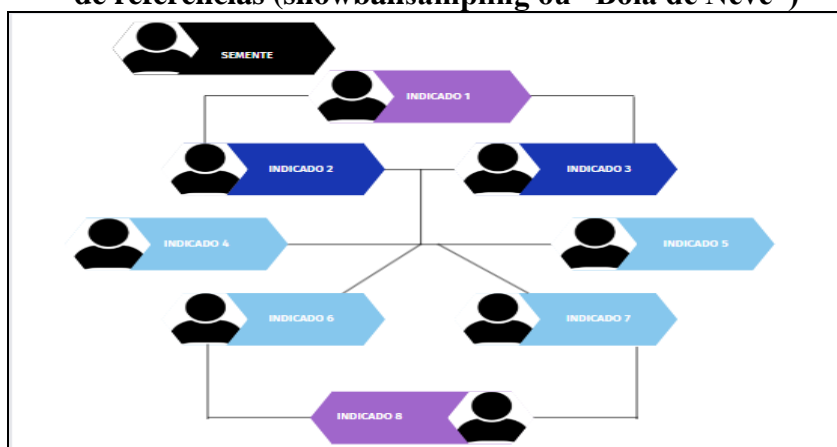 de referências (snowballsampling ou "Bola de Neve")
SEMENTE
INDICADO 1
INDICADO 2
INDICADO 3
INDICADO 4
INDICADO 5
INDICADO 6
INDICADO 7
INDICADO 8